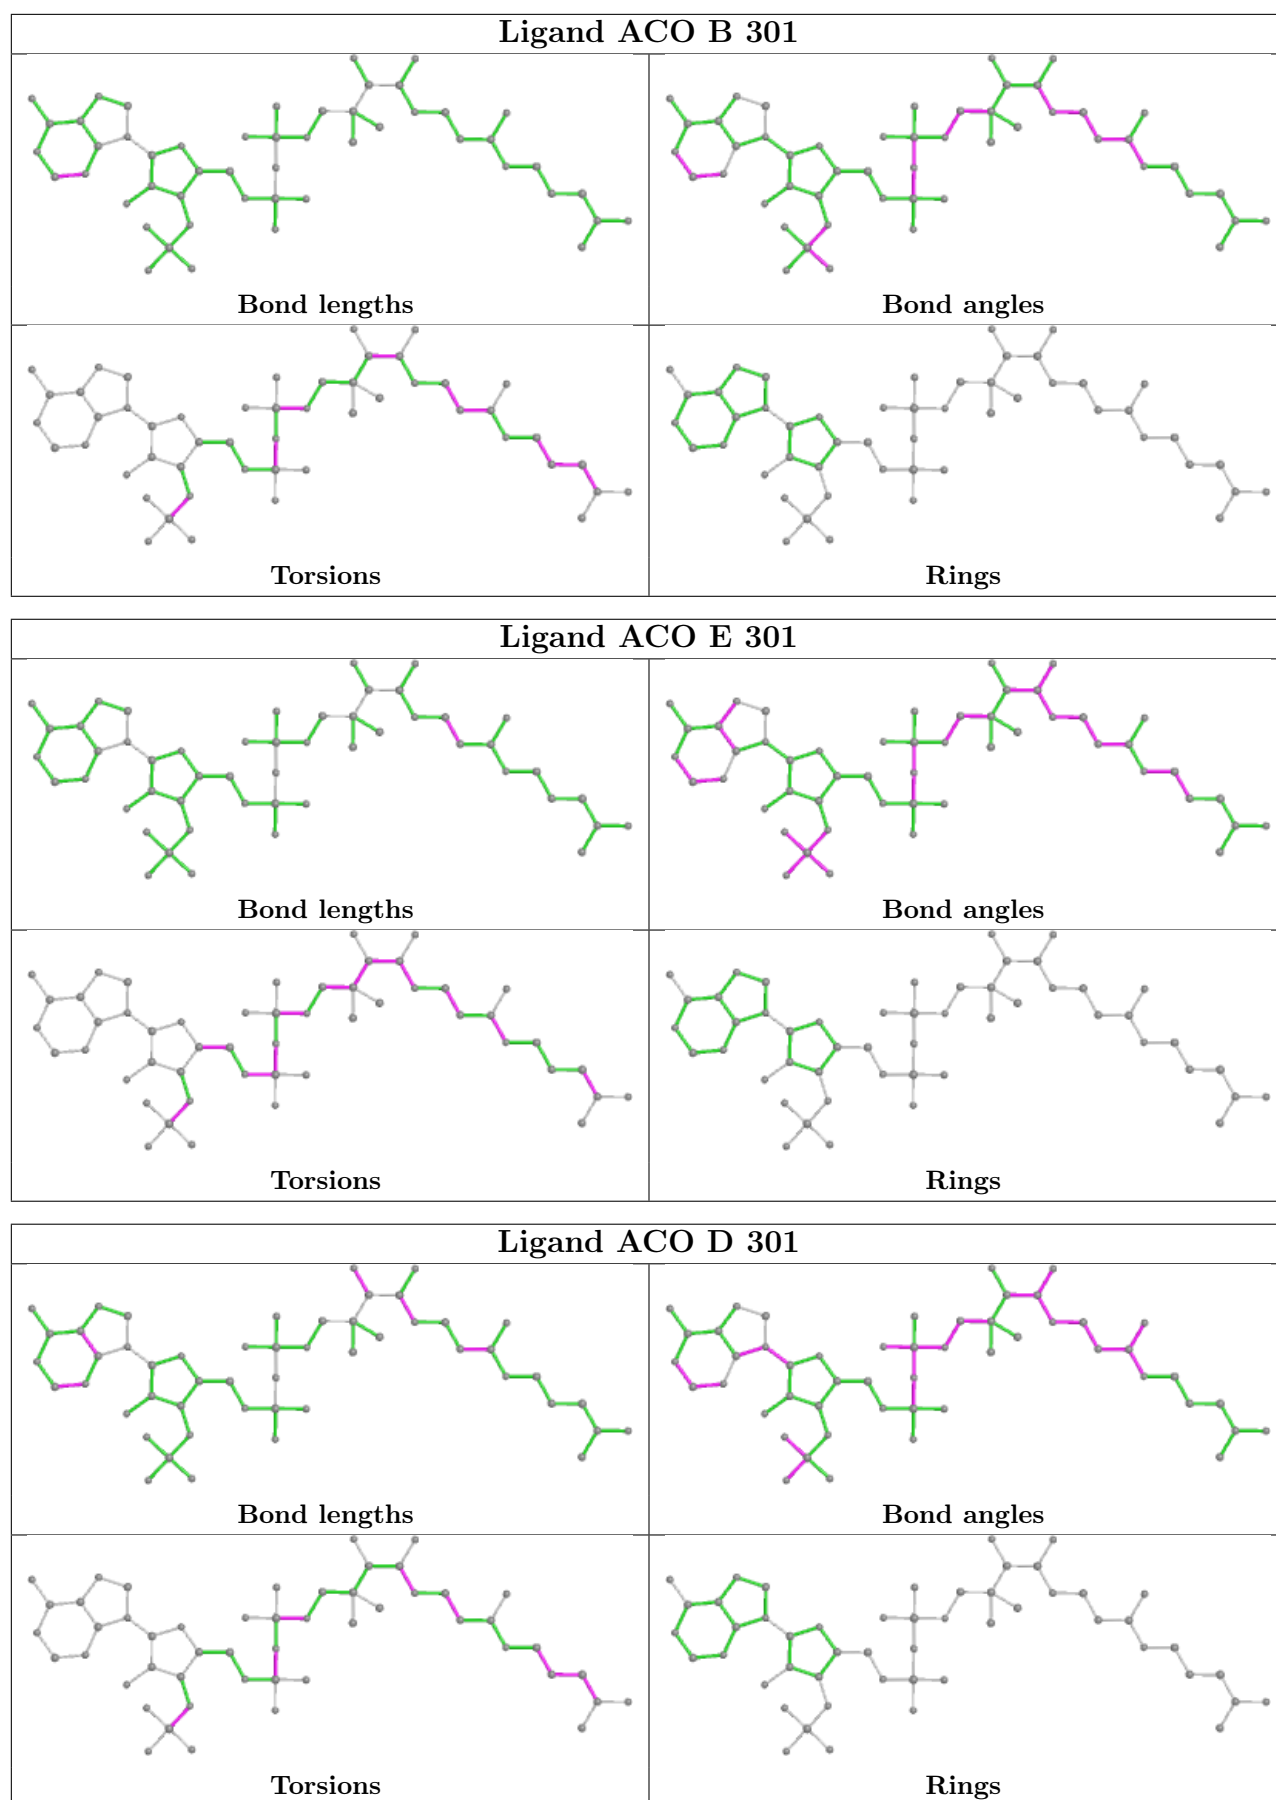 Ligand ACO B 301
Bond lengths
Bond angles
Torsions
Rings
Ligand ACO E 301
Bond lengths
Bond angles
Torsions
Rings
Ligand ACO D 301
Bond lengths
Bond angles
Torsions
Rings